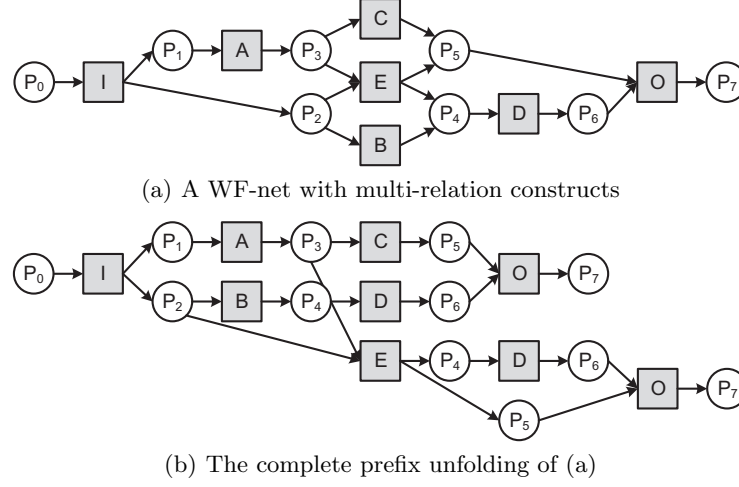 C
P₁ A P₃ P₅
P₀ I E O P₇
P₂ P₄ D P₆
B
(a) A WF-net with multi-relation constructs
P₁ A P₃ C P₅
P₀ I O P₇
P₂ B P₄ D P₆
E P₄ D P₆
O P₇
P₅
(b) The complete prefix unfolding of (a)